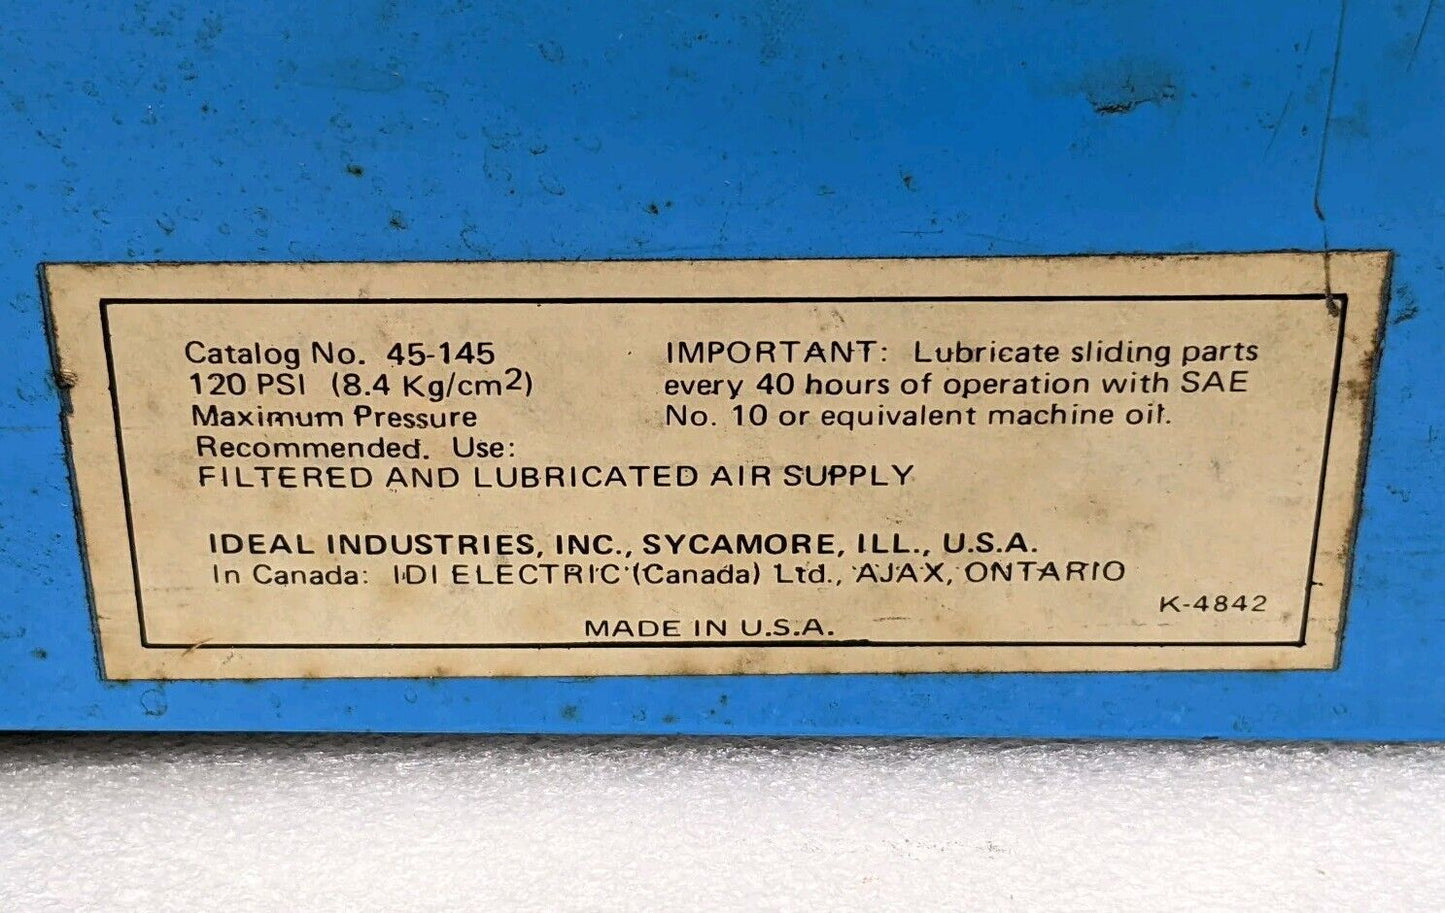 Catalog No. 45-145
120 PSI (8.4 Kg/cm2)
Maximum Pressure
Recommended. Use:
FILTERED AND LUBRICATED AIR SUPPLY
IMPORTANT: Lubricate sliding parts
every 40 hours of operation with SAE
No. 10 or equivalent machine oil.
IDEAL INDUSTRIES, INC., SYCAMORE, ILL., U.S.A.
In Canada: IDI ELECTRIC (Canada) Ltd., AJAX, ONTARIO
K-4842
MADE IN U.S.A.